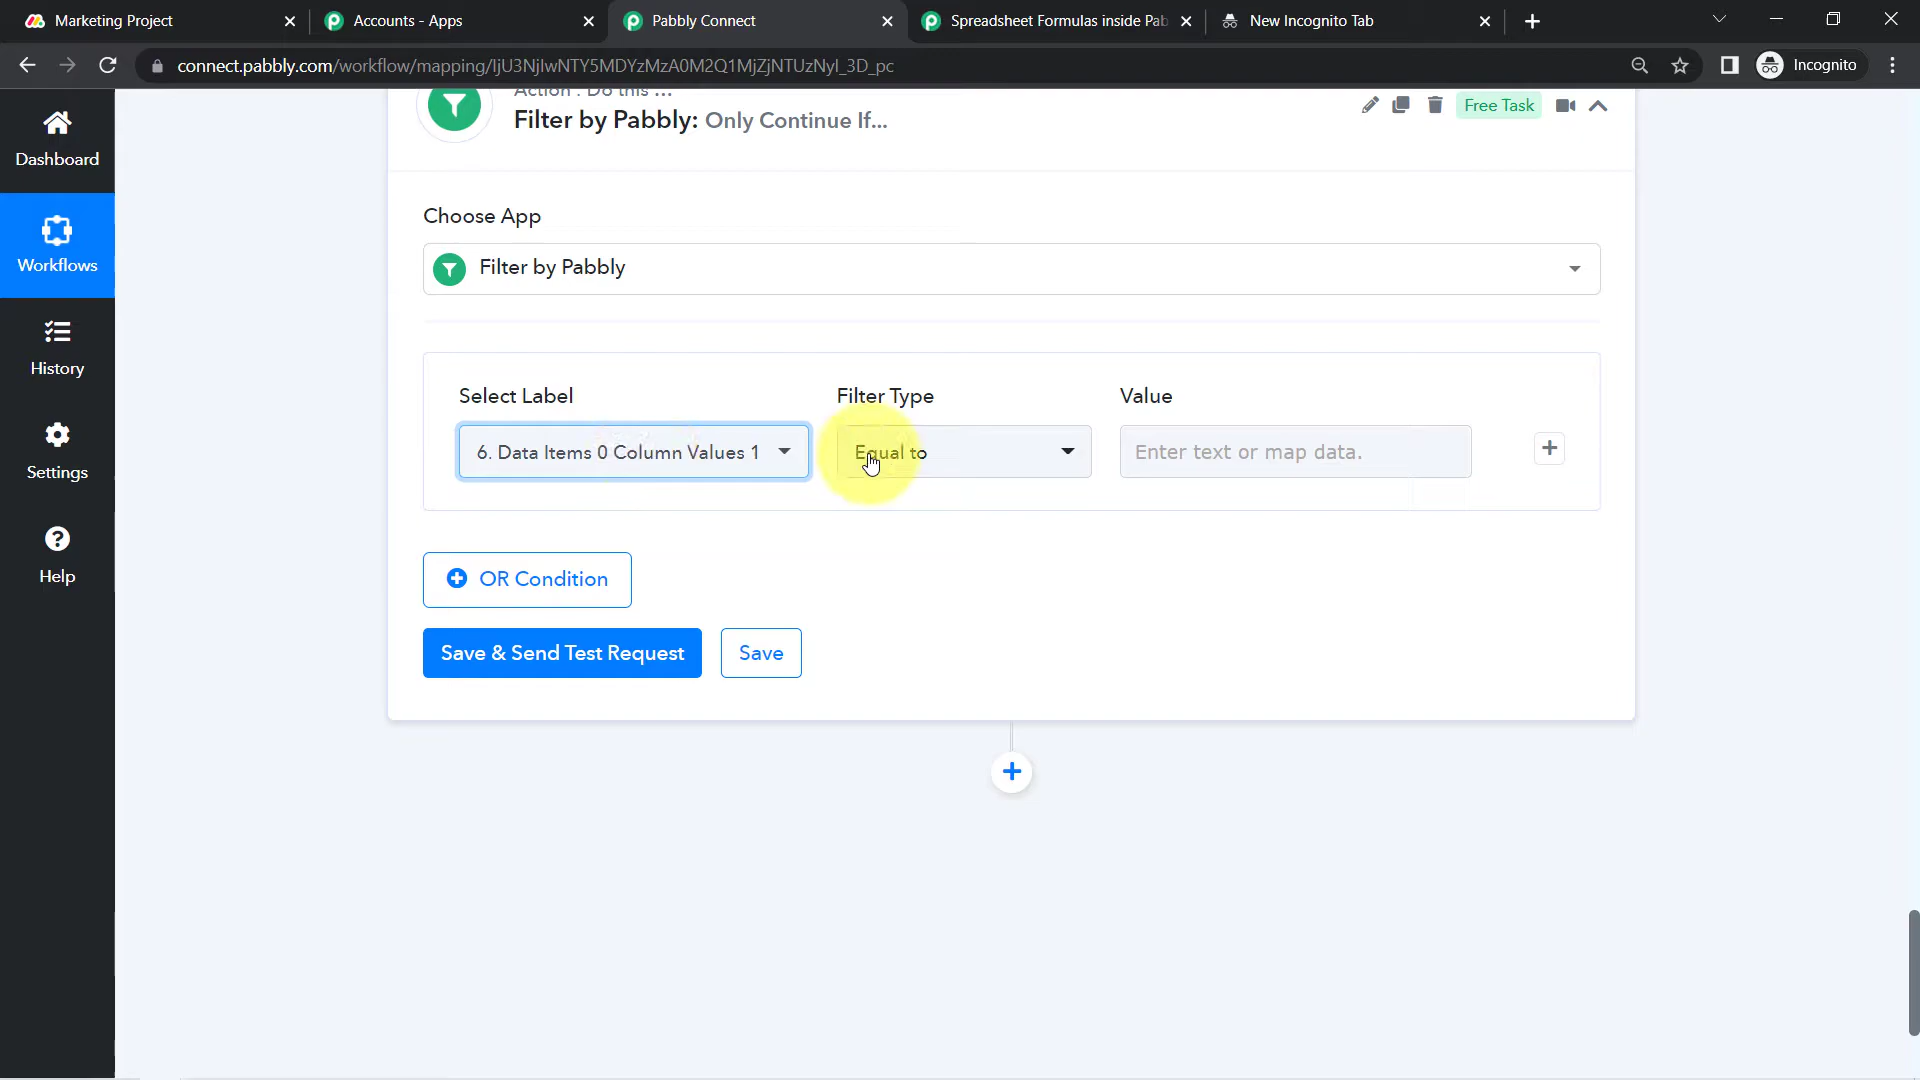 Marketing Project
Accounts - Apps
Pabbly Connect
Spreadsheet Formulas inside Pab
New Incognito Tab
connect.pabbly.com/workflow/mapping/IjU3NjIwNTY5MDYzMzA0M2Q1MjZjNTUzNyI_3D_pc
Incognito
Dashboard
Workflows
History
Settings
Help
Action : Do this ...
Filter by Pabbly: Only Continue If...
Free Task
Choose App
Filter by Pabbly
Select Label
Filter Type
Value
6. Data Items 0 Column Values 1
Equal to
Enter text or map data.
OR Condition
Save & Send Test Request
Save